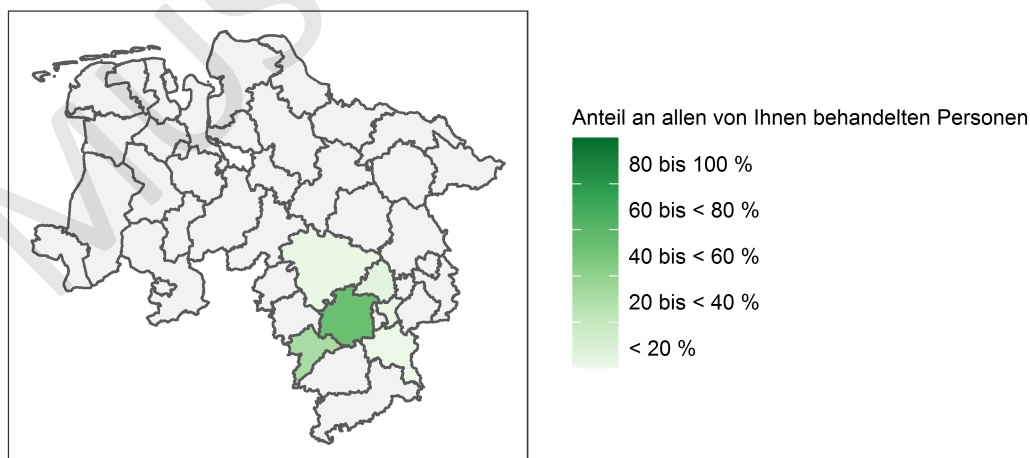 MUS
Anteil an allen von Ihnen behandelten Personen
80 bis 100 %
60 bis < 80 %
40 bis < 60 %
20 bis < 40 %
< 20 %